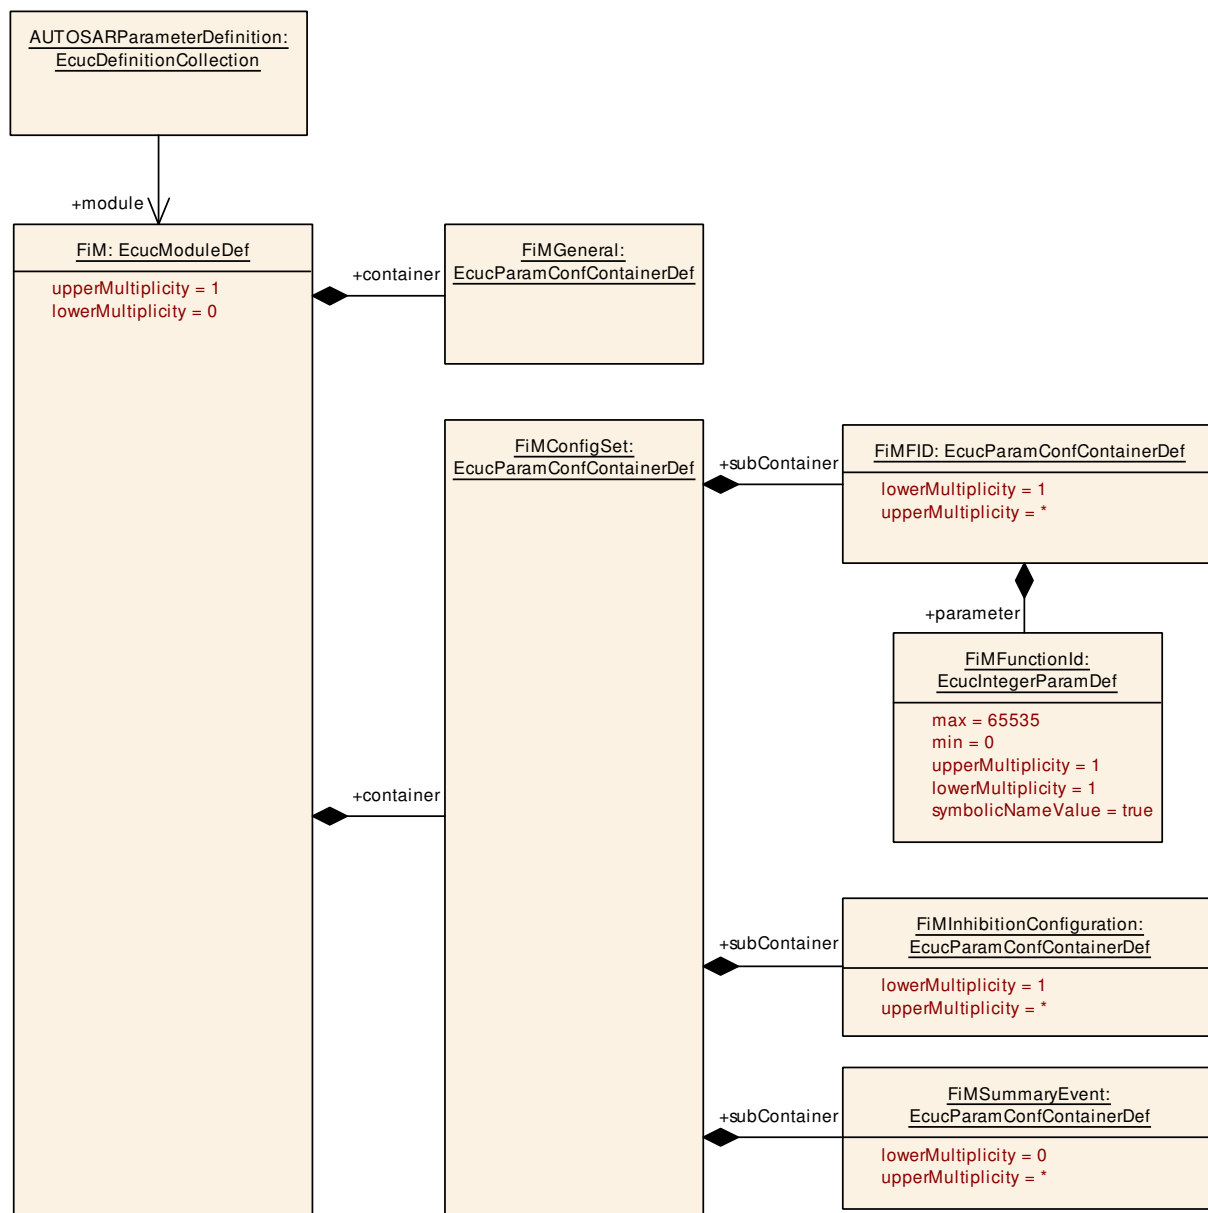 AUTOSARParameterDefinition:
EcucDefinitionCollection
+module
FiM: EcucModuleDef
upperMultiplicity = 1
lowerMultiplicity = 0
+container
FiMGeneral:
EcucParamConfContainerDef
+container
FiMConfigSet:
EcucParamConfContainerDef
+subContainer
FiMFID: EcucParamConfContainerDef
lowerMultiplicity = 1
upperMultiplicity = *
+parameter
FiMFunctionId:
EcucIntegerParamDef
max = 65535
min = 0
upperMultiplicity = 1
lowerMultiplicity = 1
symbolicNameValue = true
+subContainer
FiMInhibitionConfiguration:
EcucParamConfContainerDef
lowerMultiplicity = 1
upperMultiplicity = *
+subContainer
FiMSummaryEvent:
EcucParamConfContainerDef
lowerMultiplicity = 0
upperMultiplicity = *